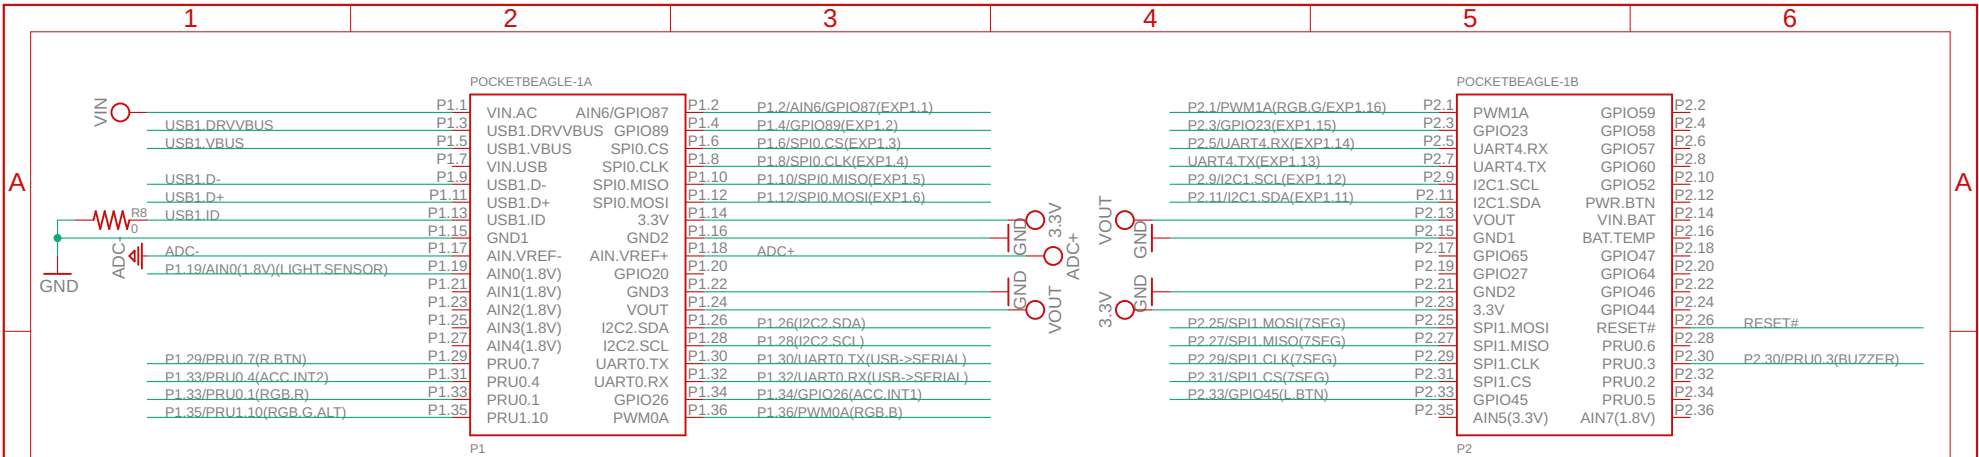 1 2 3 4 5 6
A A
POCKETBEAGLE-1A
POCKETBEAGLE-1B
VIN P1.1 VIN.AC AIN6/GPIO87 P1.2 P1.2/AIN6/GPIO87(EXP1.1)
USB1.DRVVBUS P1.3 USB1.DRVVBUS GPIO89 P1.4 P1.4/GPIO89(EXP1.2)
USB1.VBUS P1.5 USB1.VBUS SPI0.CS P1.6 P1.6/SPI0.CS(EXP1.3)
P1.7 VIN.USB SPI0.CLK P1.8 P1.8/SPI0.CLK(EXP1.4)
USB1.D- P1.9 USB1.D- SPI0.MISO P1.10 P1.10/SPI0.MISO(EXP1.5)
USB1.D+ P1.11 USB1.D+ SPI0.MOSI P1.12 P1.12/SPI0.MOSI(EXP1.6)
R8 0 USB1.ID P1.13 USB1.ID 3.3V P1.14 3.3V
GND P1.15 GND1 GND2 P1.16 GND
ADC- ADC- P1.17 AIN.VREF- AIN.VREF+ P1.18 ADC+ ADC+
P1.19/AIN0(1.8V)(LIGHT.SENSOR) P1.19 AIN0(1.8V) GPIO20 P1.20
P1.21 AIN1(1.8V) GND3 P1.22 GND
P1.23 AIN2(1.8V) VOUT P1.24 VOUT
P1.25 AIN3(1.8V) I2C2.SDA P1.26 P1.26(I2C2.SDA)
P1.27 AIN4(1.8V) I2C2.SCL P1.28 P1.28(I2C2.SCL)
P1.29/PRU0.7(R.BTN) P1.29 PRU0.7 UART0.TX P1.30 P1.30/UART0.TX(USB->SERIAL)
P1.33/PRU0.4(ACC.INT2) P1.31 PRU0.4 UART0.RX P1.32 P1.32/UART0.RX(USB->SERIAL)
P1.33/PRU0.1(RGB.R) P1.33 PRU0.1 GPIO26 P1.34 P1.34/GPIO26(ACC.INT1)
P1.35/PRU1.10(RGB.G.ALT) P1.35 PRU1.10 PWM0A P1.36 P1.36/PWM0A(RGB.B)
P1
P2.1/PWM1A(RGB.G/EXP1.16) P2.1 PWM1A GPIO59 P2.2
P2.3/GPIO23(EXP1.15) P2.3 GPIO23 GPIO58 P2.4
P2.5/UART4.RX(EXP1.14) P2.5 UART4.RX GPIO57 P2.6
UART4.TX(EXP1.13) P2.7 UART4.TX GPIO60 P2.8
P2.9/I2C1.SCL(EXP1.12) P2.9 I2C1.SCL GPIO52 P2.10
P2.11/I2C1.SDA(EXP1.11) P2.11 I2C1.SDA PWR.BTN P2.12
VOUT P2.13 VOUT VIN.BAT P2.14
GND P2.15 GND1 BAT.TEMP P2.16
P2.17 GPIO65 GPIO47 P2.18
P2.19 GPIO27 GPIO64 P2.20
GND P2.21 GND2 GPIO46 P2.22
3.3V P2.23 3.3V GPIO44 P2.24
P2.25/SPI1.MOSI(7SEG) P2.25 SPI1.MOSI RESET# P2.26 RESET#
P2.27/SPI1.MISO(7SEG) P2.27 SPI1.MISO PRU0.6 P2.28
P2.29/SPI1.CLK(7SEG) P2.29 SPI1.CLK PRU0.3 P2.30 P2.30/PRU0.3(BUZZER)
P2.31/SPI1.CS(7SEG) P2.31 SPI1.CS PRU0.2 P2.32
P2.33/GPIO45(L.BTN) P2.33 GPIO45 PRU0.5 P2.34
P2.35 AIN5(3.3V) AIN7(1.8V) P2.36
P2